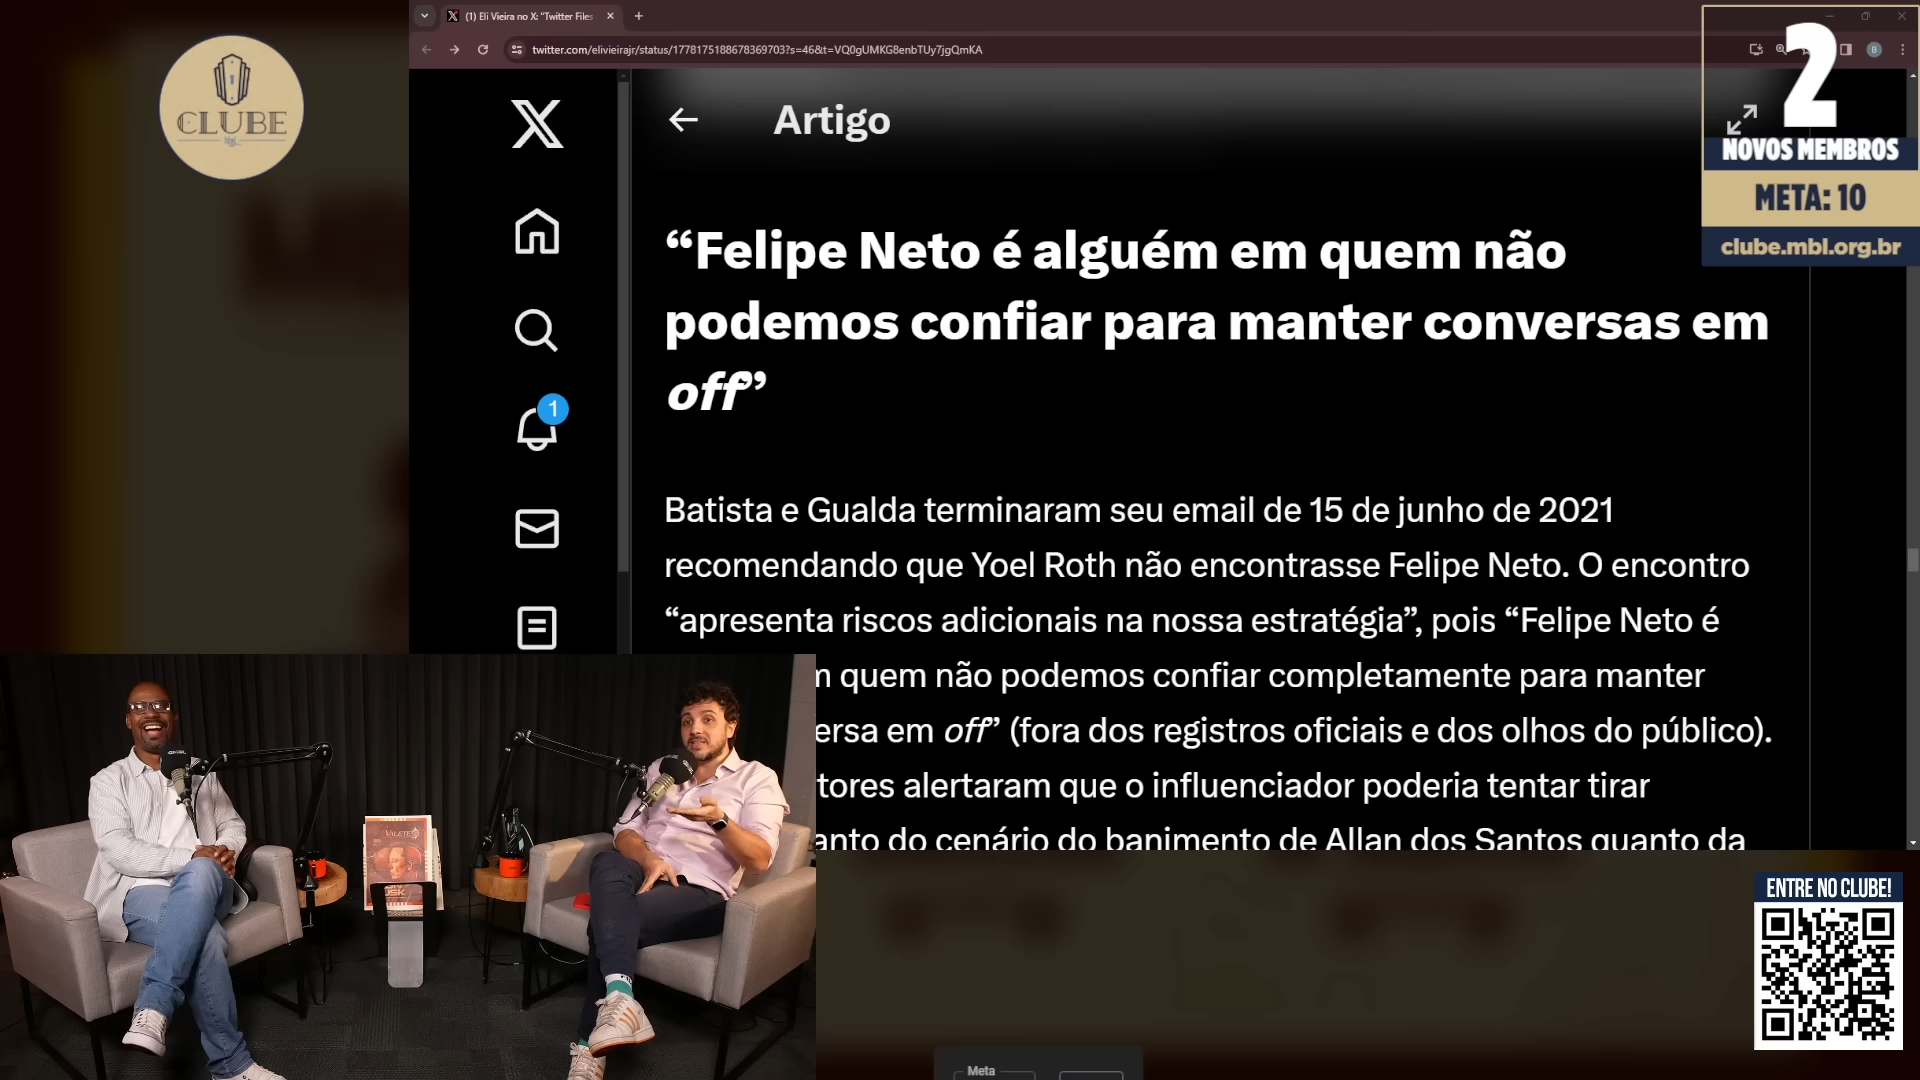 (1) Eli Vieira no X: "Twitter Files
twitter.com/elivieirajr/status/1778175188678369703?s=46&t=VQ0gUMKG8enbTUy7jgQmKA
B
CLUBE
2
NOVOS MEMBROS
META: 10
clube.mbl.org.br
Artigo
“Felipe Neto é alguém em quem não
podemos confiar para manter conversas em
off”
1
Batista e Gualda terminaram seu email de 15 de junho de 2021
recomendando que Yoel Roth não encontrasse Felipe Neto. O encontro
“apresenta riscos adicionais na nossa estratégia”, pois “Felipe Neto é
m quem não podemos confiar completamente para manter
ersa em off” (fora dos registros oficiais e dos olhos do público).
tores alertaram que o influenciador poderia tentar tirar
anto do cenário do banimento de Allan dos Santos quanto da
VALETE
ENTRE NO CLUBE!
Meta